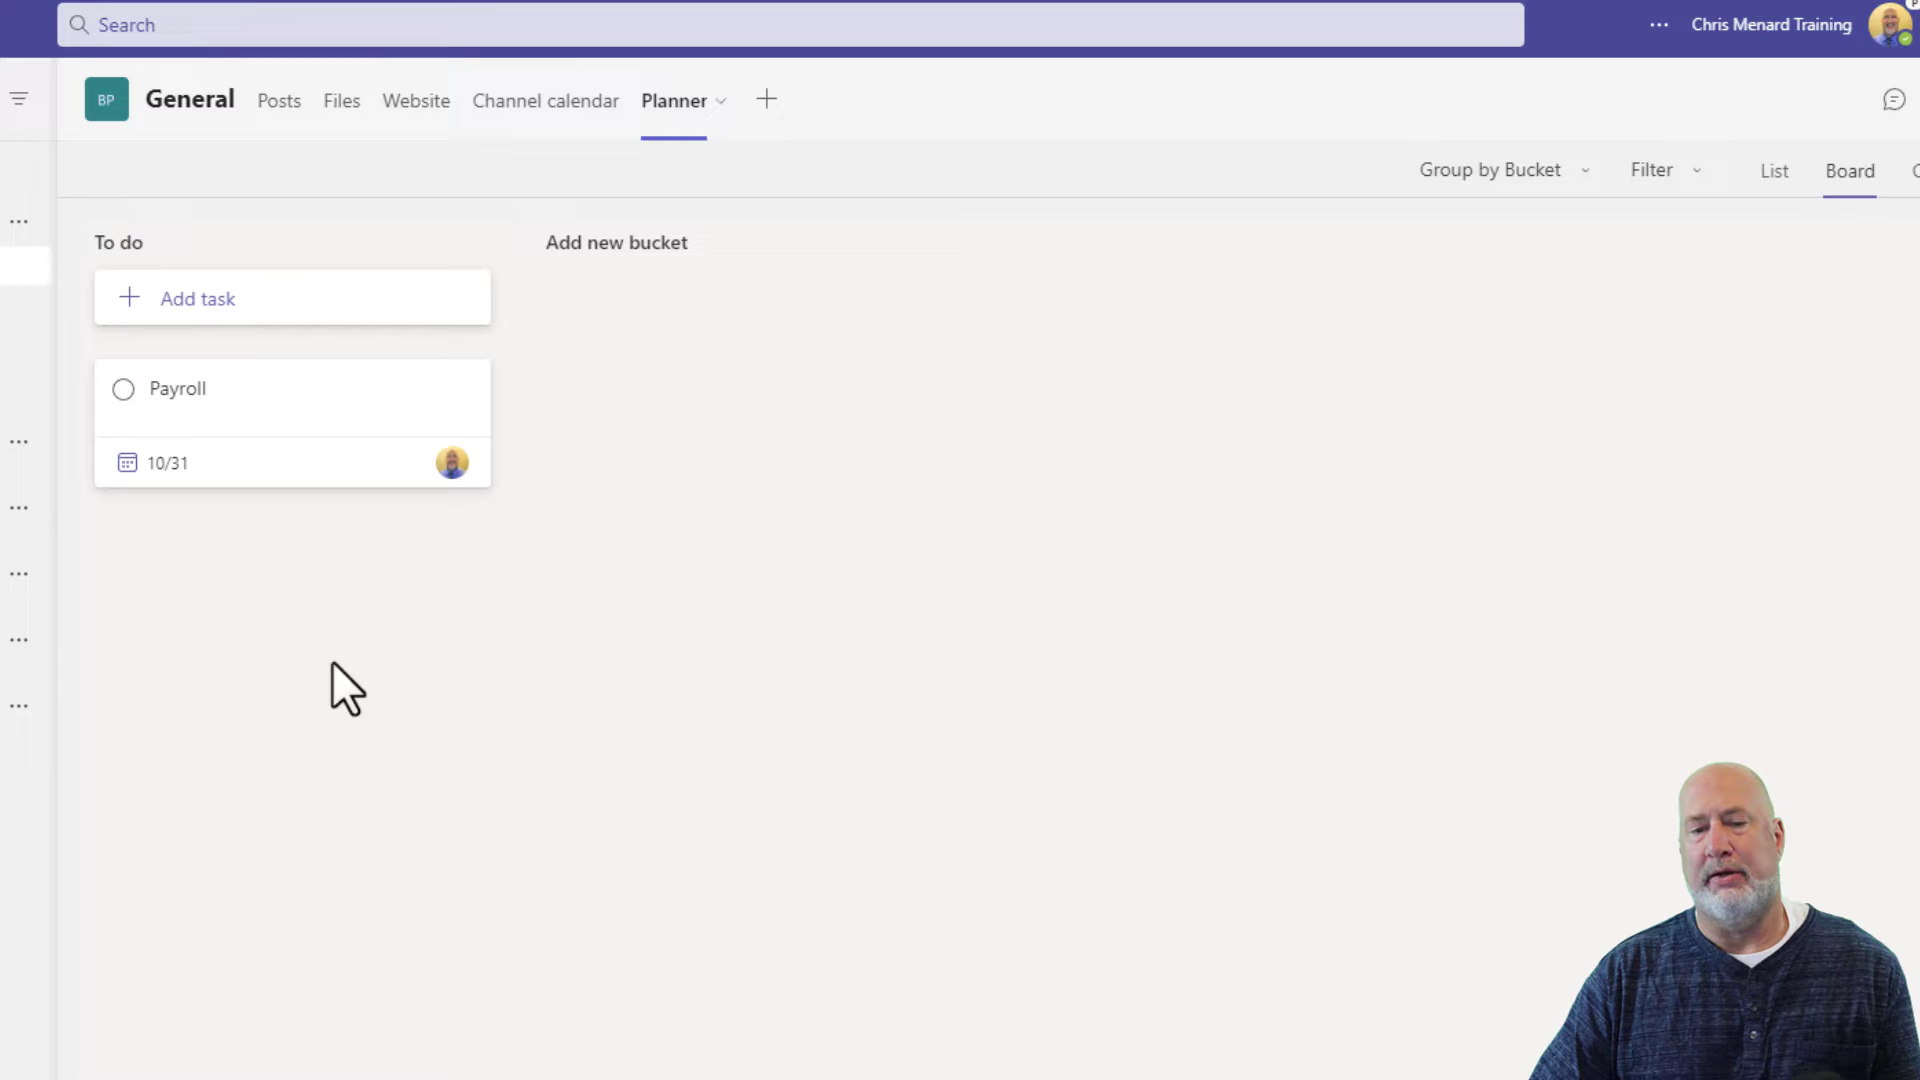 Search
Chris Menard Training
BP
General
Posts
Files
Website
Channel calendar
Planner
Group by Bucket
Filter
List
Board
To do
Add new bucket
Add task
Payroll
10/31